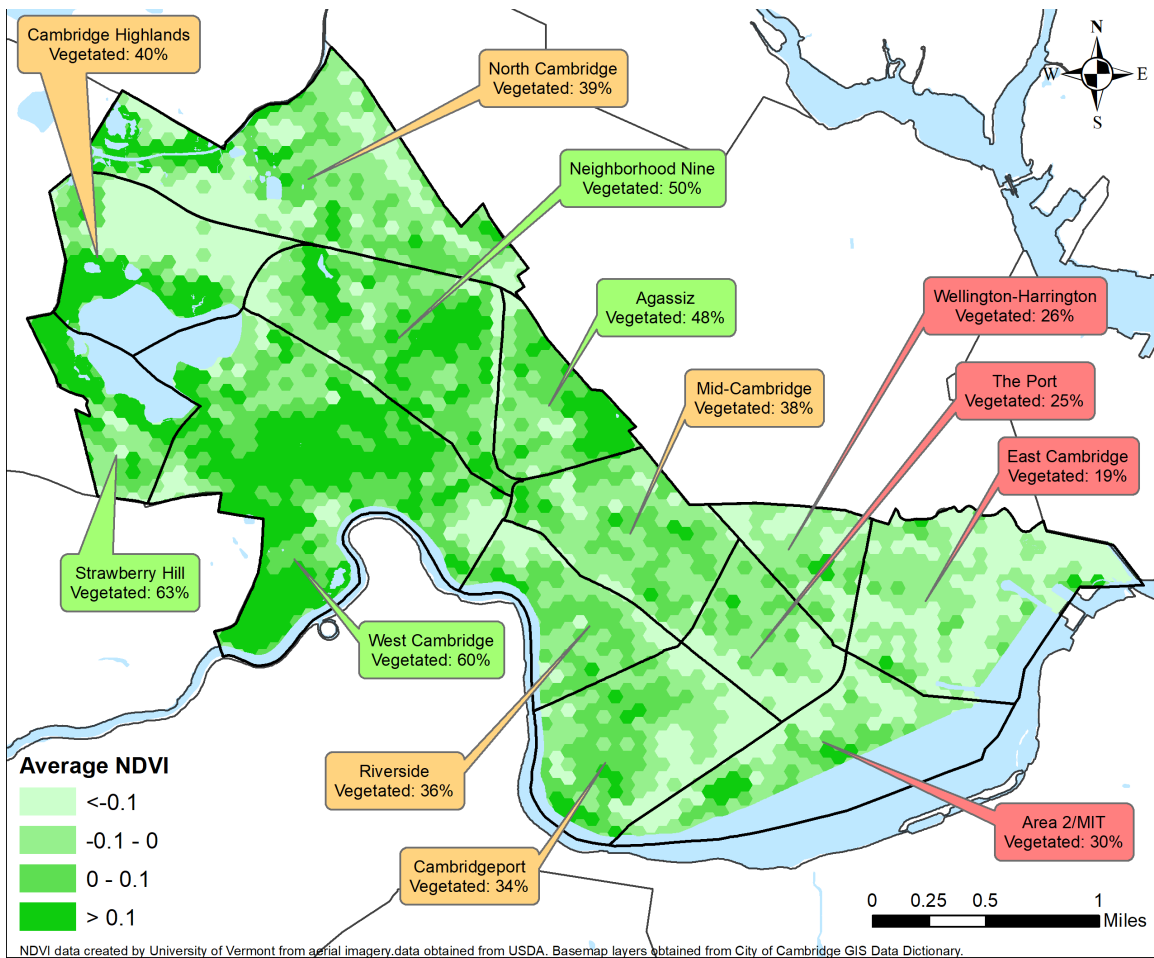 Cambridge Highlands
Vegetated: 40%
North Cambridge
Vegetated: 39%
N
W
E
S
Neighborhood Nine
Vegetated: 50%
Agassiz
Vegetated: 48%
Wellington-Harrington
Vegetated: 26%
Mid-Cambridge
Vegetated: 38%
The Port
Vegetated: 25%
East Cambridge
Vegetated: 19%
Strawberry Hill
Vegetated: 63%
West Cambridge
Vegetated: 60%
Riverside
Vegetated: 36%
Area 2/MIT
Vegetated: 30%
Cambridgeport
Vegetated: 34%
Average NDVI
<-0.1
-0.1 - 0
0 - 0.1
> 0.1
0 0.25 0.5 1
Miles
NDVI data created by University of Vermont from aerial imagery.data obtained from USDA. Basemap layers obtained from City of Cambridge GIS Data Dictionary.